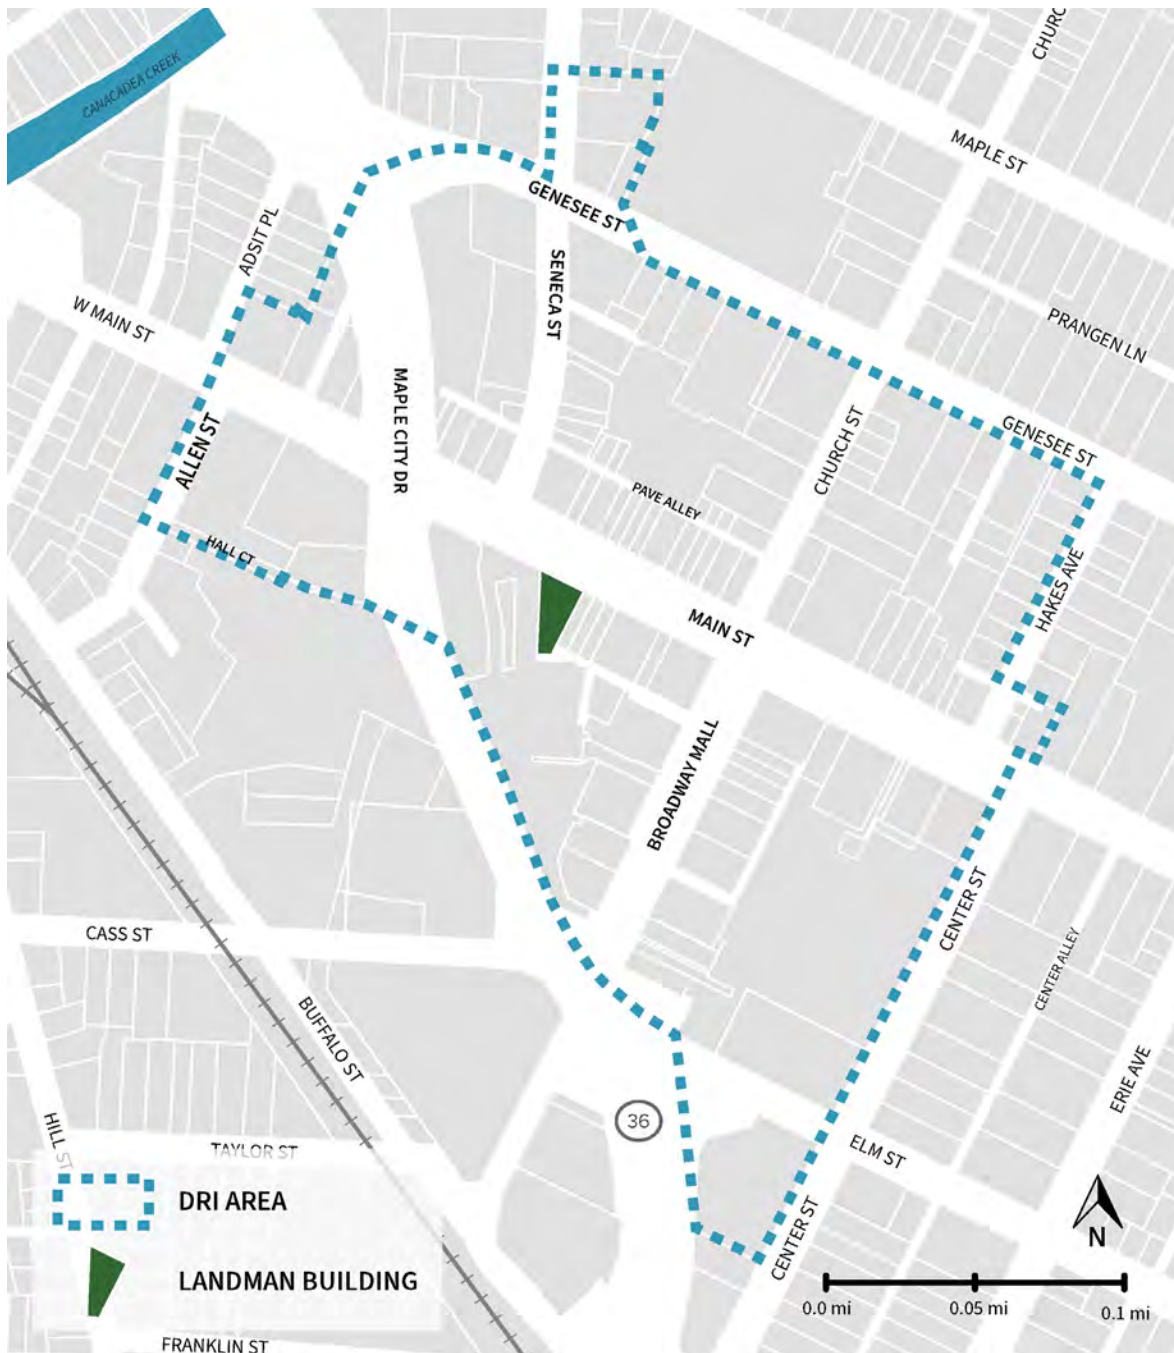 CHURC
CANACADEA CREEK
MAPLE ST
GENESEE ST
ADSIT PL
SENECA ST
W MAIN ST
PRANGEN LN
MAPLE CITY DR
GENESEE ST
ALLEN ST
CHURCH ST
PAVE ALLEY
HALL CT
HAKES AVE
MAIN ST
BROADWAY MALL
CENTER ST
CASS ST
CENTER ALLEY
BUFFALO ST
ERIE AVE
36
HILL ST
TAYLOR ST
ELM ST
DRI AREA
CENTER ST
N
LANDMAN BUILDING
0.0 mi
0.05 mi
0.1 mi
FRANKLIN ST